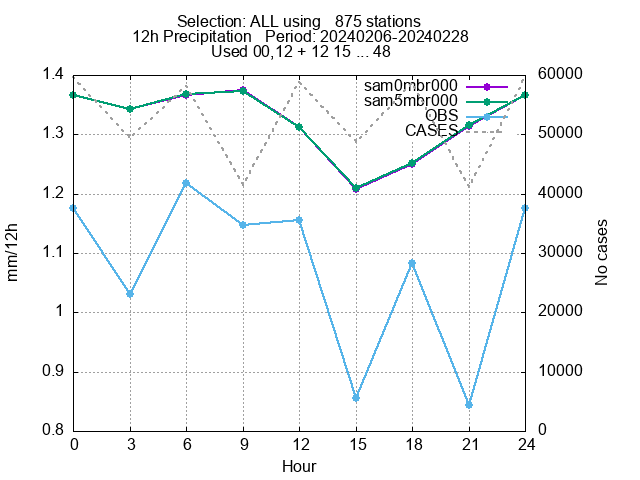 Selection: ALL using   875 stations
12h Precipitation   Period: 20240206-20240228
Used 00,12 + 12 15 ... 48
sam0mbr000
sam5mbr000
OBS
CASES
1.4
1.3
1.2
1.1
1
0.9
0.8
mm/12h
60000
50000
40000
30000
20000
10000
0
No cases
0 3 6 9 12 15 18 21 24
Hour